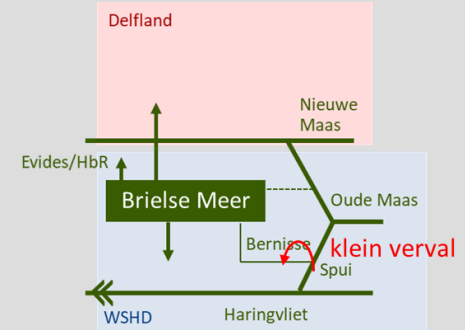 Delfland
Nieuwe
Maas
Evides/HbR
Brielse Meer
Oude Maas
Bernisse
klein verval
Spui
WSHD
Haringvliet